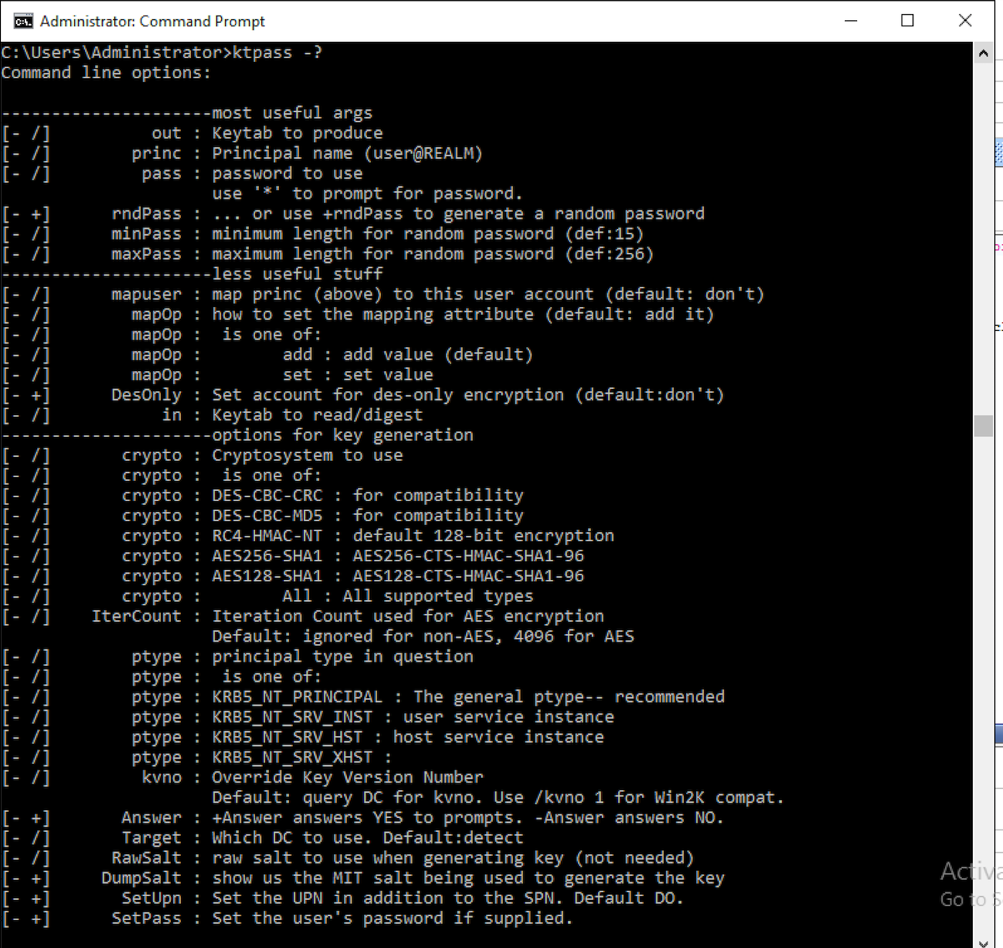 Administrator: Command Prompt
C:\Users\Administrator>ktpass -?
Command line options:
---------------------most useful args
[- /]          out : Keytab to produce
[- /]        princ : Principal name (user@REALM)
[- /]         pass : password to use
                     use '*' to prompt for password.
[- +]      rndPass : ... or use +rndPass to generate a random password
[- /]      minPass : minimum length for random password (def:15)
[- /]      maxPass : maximum length for random password (def:256)
---------------------less useful stuff
[- /]      mapuser : map princ (above) to this user account (default: don't)
[- /]        mapOp : how to set the mapping attribute (default: add it)
[- /]        mapOp :  is one of:
[- /]        mapOp :        add : add value (default)
[- /]        mapOp :        set : set value
[- +]      DesOnly : Set account for des-only encryption (default:don't)
[- /]           in : Keytab to read/digest
---------------------options for key generation
[- /]       crypto : Cryptosystem to use
[- /]       crypto :  is one of:
[- /]       crypto : DES-CBC-CRC : for compatibility
[- /]       crypto : DES-CBC-MD5 : for compatibility
[- /]       crypto : RC4-HMAC-NT : default 128-bit encryption
[- /]       crypto : AES256-SHA1 : AES256-CTS-HMAC-SHA1-96
[- /]       crypto : AES128-SHA1 : AES128-CTS-HMAC-SHA1-96
[- /]       crypto :        All : All supported types
[- /]    IterCount : Iteration Count used for AES encryption
                     Default: ignored for non-AES, 4096 for AES
[- /]        ptype : principal type in question
[- /]        ptype :  is one of:
[- /]        ptype : KRB5_NT_PRINCIPAL : The general ptype-- recommended
[- /]        ptype : KRB5_NT_SRV_INST : user service instance
[- /]        ptype : KRB5_NT_SRV_HST : host service instance
[- /]        ptype : KRB5_NT_SRV_XHST :
[- /]         kvno : Override Key Version Number
                     Default: query DC for kvno. Use /kvno 1 for Win2K compat.
[- +]       Answer : +Answer answers YES to prompts. -Answer answers NO.
[- /]       Target : Which DC to use. Default:detect
[- /]      RawSalt : raw salt to use when generating key (not needed)
[- +]     DumpSalt : show us the MIT salt being used to generate the key
[- +]       SetUpn : Set the UPN in addition to the SPN. Default DO.
[- +]      SetPass : Set the user's password if supplied.
Go to